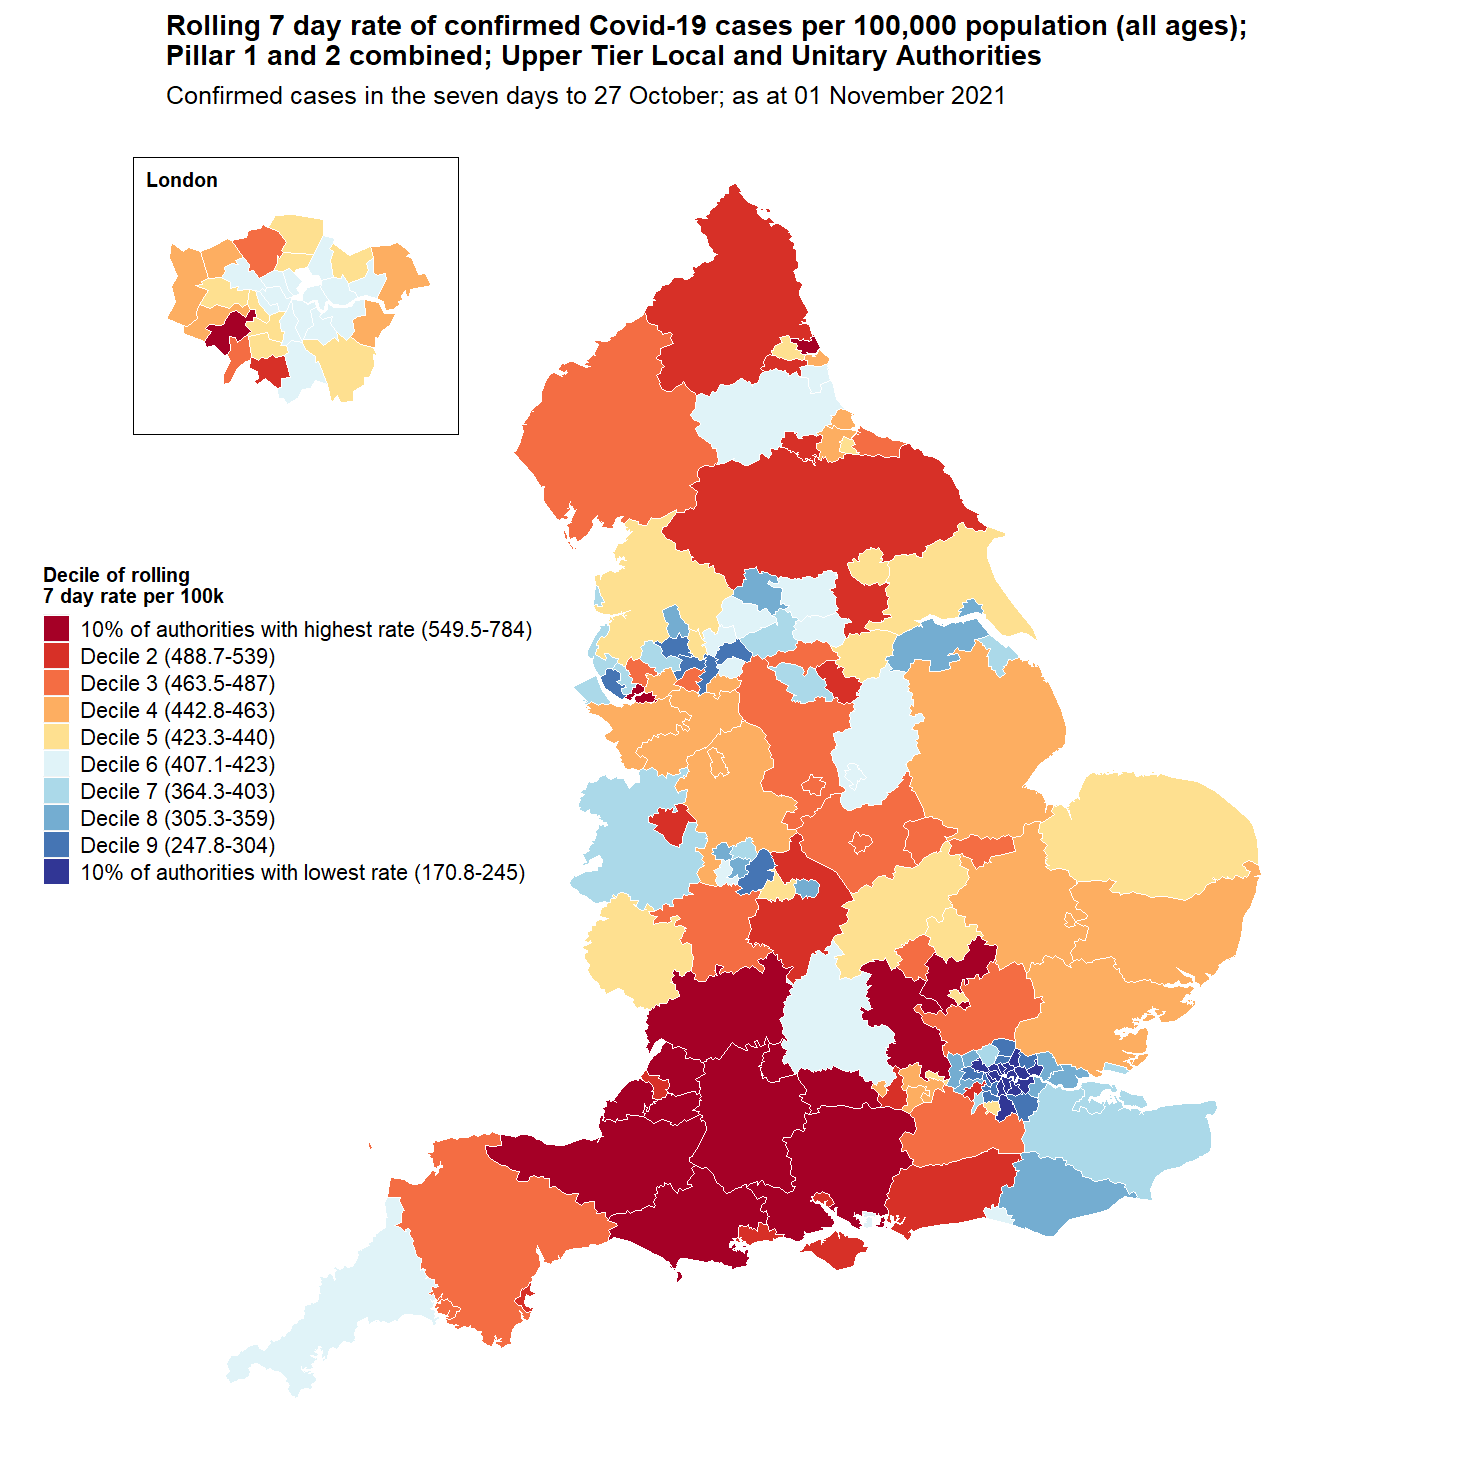 Rolling 7 day rate of confirmed Covid-19 cases per 100,000 population (all ages);
Pillar 1 and 2 combined; Upper Tier Local and Unitary Authorities
Confirmed cases in the seven days to 27 October; as at 01 November 2021
London
Decile of rolling
7 day rate per 100k
10% of authorities with highest rate (549.5-784)
Decile 2 (488.7-539)
Decile 3 (463.5-487)
Decile 4 (442.8-463)
Decile 5 (423.3-440)
Decile 6 (407.1-423)
Decile 7 (364.3-403)
Decile 8 (305.3-359)
Decile 9 (247.8-304)
10% of authorities with lowest rate (170.8-245)